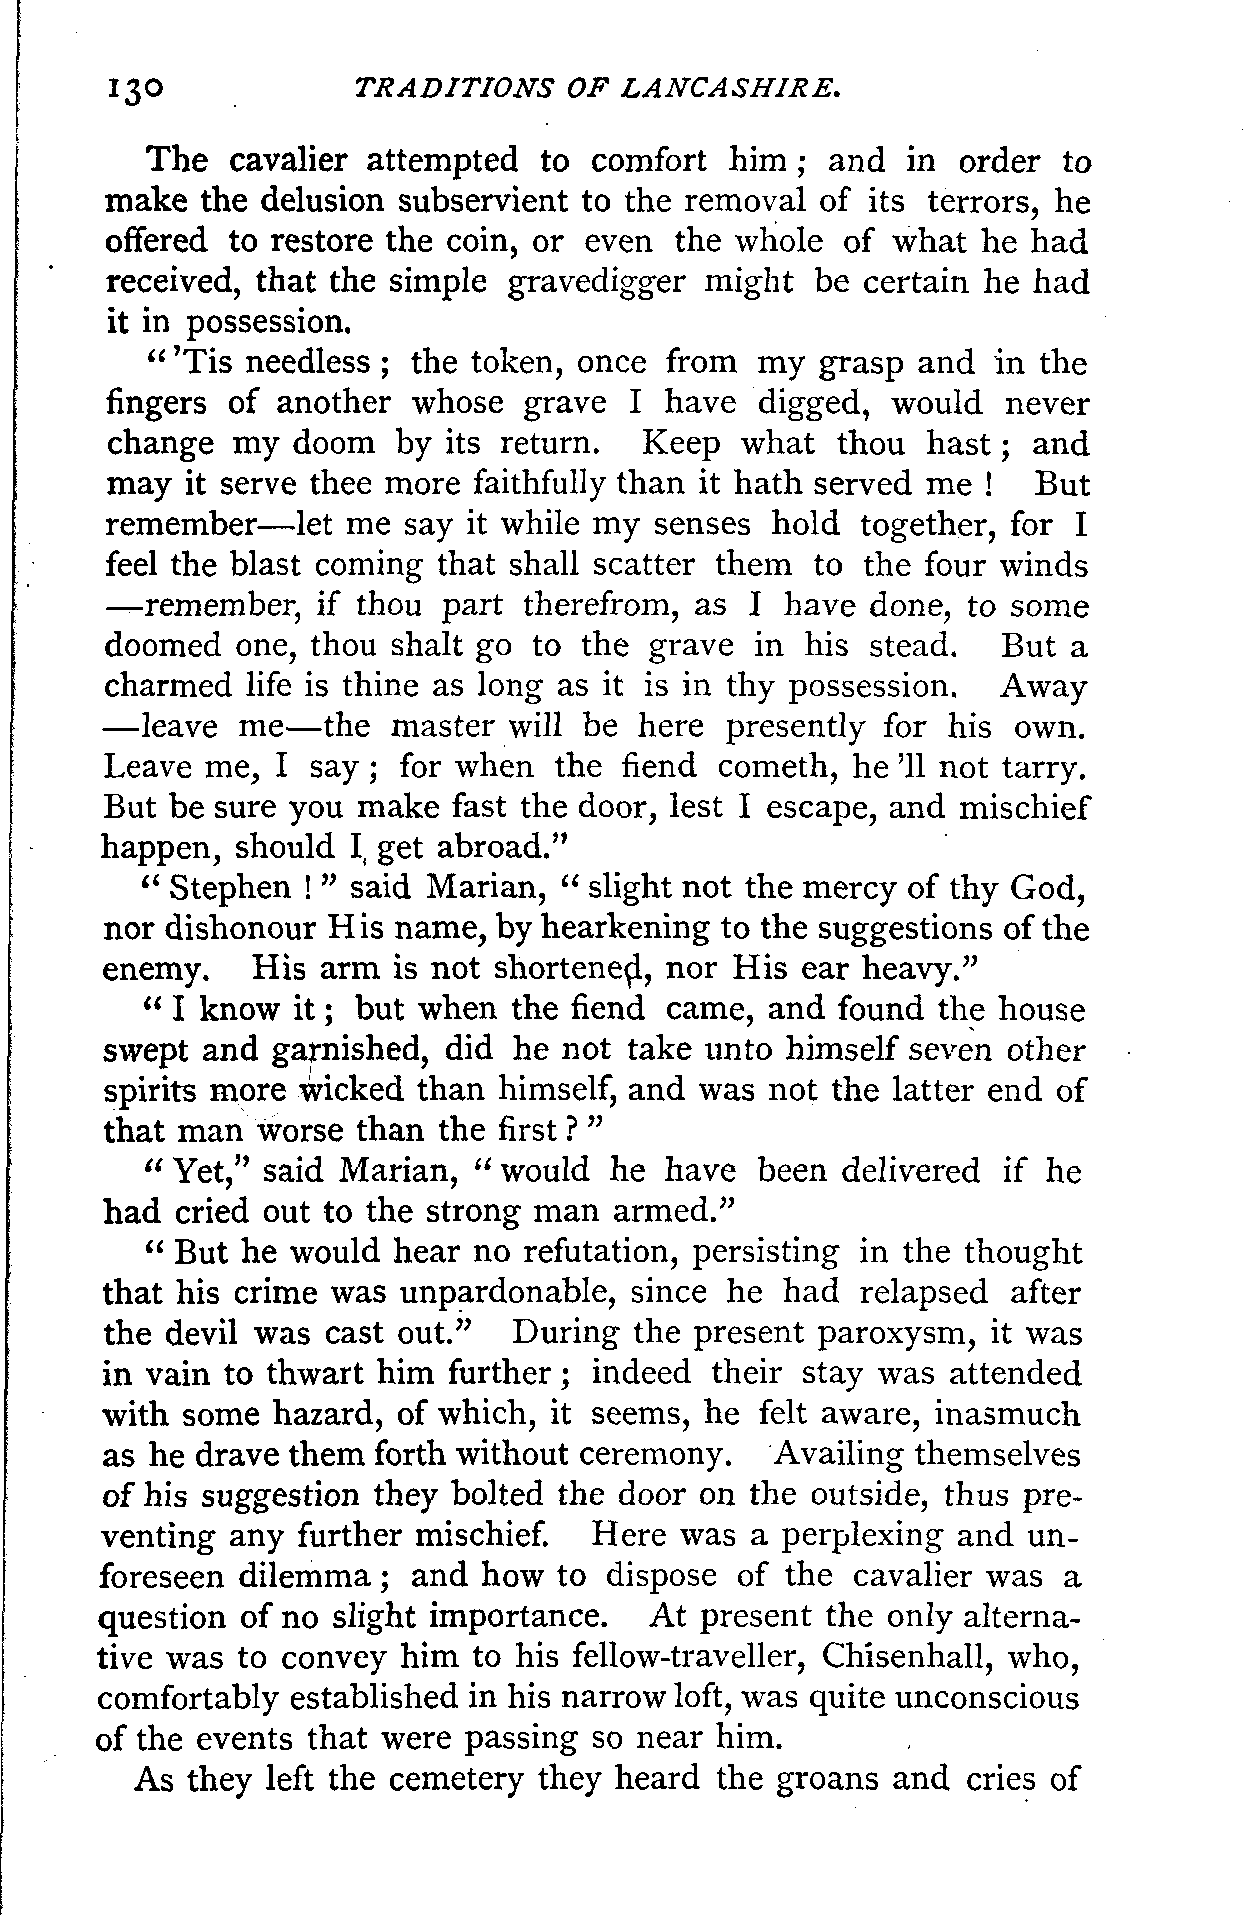 130 TRADITIONS OF LANCASHIRE.
The cavalier attempted to comfort him ; and in order to
make the delusion subservient to the removal of its terrors, he
offered to restore the coin, or even the whole of what he had
received, that the simple gravedigger might be certain he had
it in possession.
“ 'Tis needless ; the token, once from my grasp and in the
fingers of another whose grave I have digged, would never
change my doom by its return. Keep what thou hast ; and
may it serve thee more faithfully than it hath served me ! But
remember—let me say it while my senses hold together, for I
feel the blast coming that shall scatter them to the four winds
—remember, if thou part therefrom, as I have done, to some
doomed one, thou shalt go to the grave in his stead. But a
charmed life is thine as long as it is in thy possession. Away
—leave me—the master will be here presently for his own.
Leave me, I say ; for when the fiend cometh, he 'll not tarry.
But be sure you make fast the door, lest I escape, and mischief
happen, should I get abroad.”
“ Stephen ! ” said Marian, “ slight not the mercy of thy God,
nor dishonour His name, by hearkening to the suggestions of the
enemy. His arm is not shortened, nor His ear heavy.”
“ I know it ; but when the fiend came, and found the house
swept and garnished, did he not take unto himself seven other
spirits more wicked than himself, and was not the latter end of
that man worse than the first ? ”
“ Yet,” said Marian, “ would he have been delivered if he
had cried out to the strong man armed.”
“ But he would hear no refutation, persisting in the thought
that his crime was unpardonable, since he had relapsed after
the devil was cast out.” During the present paroxysm, it was
in vain to thwart him further ; indeed their stay was attended
with some hazard, of which, it seems, he felt aware, inasmuch
as he drave them forth without ceremony. Availing themselves
of his suggestion they bolted the door on the outside, thus pre-
venting any further mischief. Here was a perplexing and un-
foreseen dilemma ; and how to dispose of the cavalier was a
question of no slight importance. At present the only alterna-
tive was to convey him to his fellow-traveller, Chisenhall, who,
comfortably established in his narrow loft, was quite unconscious
of the events that were passing so near him.
As they left the cemetery they heard the groans and cries of